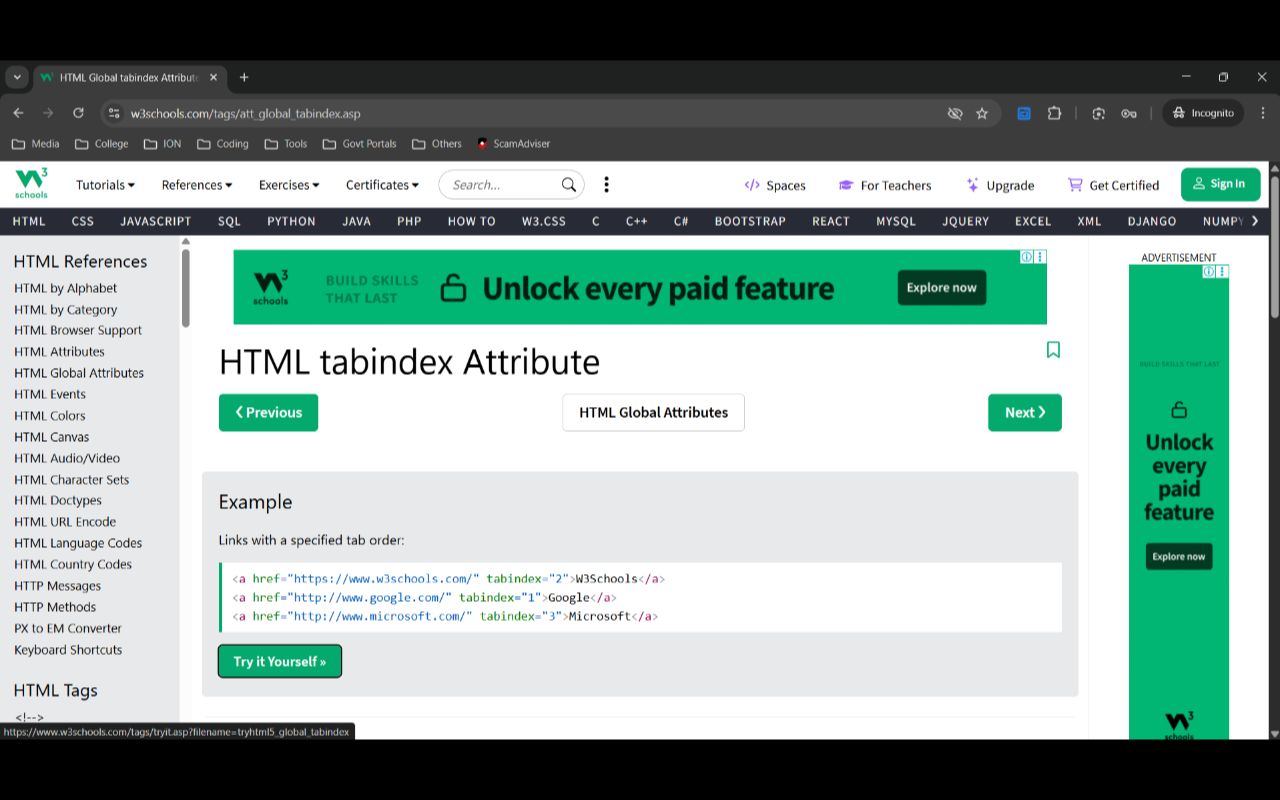 HTML Global tabindex Attribute
w3schools.com/tags/att_global_tabindex.asp
Incognito
Media College ION Coding Tools Govt Portals Others ScamAdviser
W3 schools
Tutorials References Exercises Certificates Search... Spaces For Teachers Upgrade Get Certified Sign In
HTML CSS JAVASCRIPT SQL PYTHON JAVA PHP HOW TO W3.CSS C C++ C# BOOTSTRAP REACT MYSQL JQUERY EXCEL XML DJANGO NUMPY
HTML References
HTML by Alphabet
HTML by Category
HTML Browser Support
HTML Attributes
HTML Global Attributes
HTML Events
HTML Colors
HTML Canvas
HTML Audio/Video
HTML Character Sets
HTML Doctypes
HTML URL Encode
HTML Language Codes
HTML Country Codes
HTTP Messages
HTTP Methods
PX to EM Converter
Keyboard Shortcuts
HTML Tags
<!-->
https://www.w3schools.com/tags/tryit.asp?filename=tryhtml5_global_tabindex
W3 schools
BUILD SKILLS
THAT LAST
Unlock every paid feature
Explore now
HTML tabindex Attribute
❮ Previous
HTML Global Attributes
Next ❯
Example
Links with a specified tab order:
<a href="https://www.w3schools.com/" tabindex="2">W3Schools</a>
<a href="http://www.google.com/" tabindex="1">Google</a>
<a href="http://www.microsoft.com/" tabindex="3">Microsoft</a>
Try it Yourself »
ADVERTISEMENT
BUILD SKILLS THAT LAST
Unlock
every
paid
feature
Explore now
W3
schools